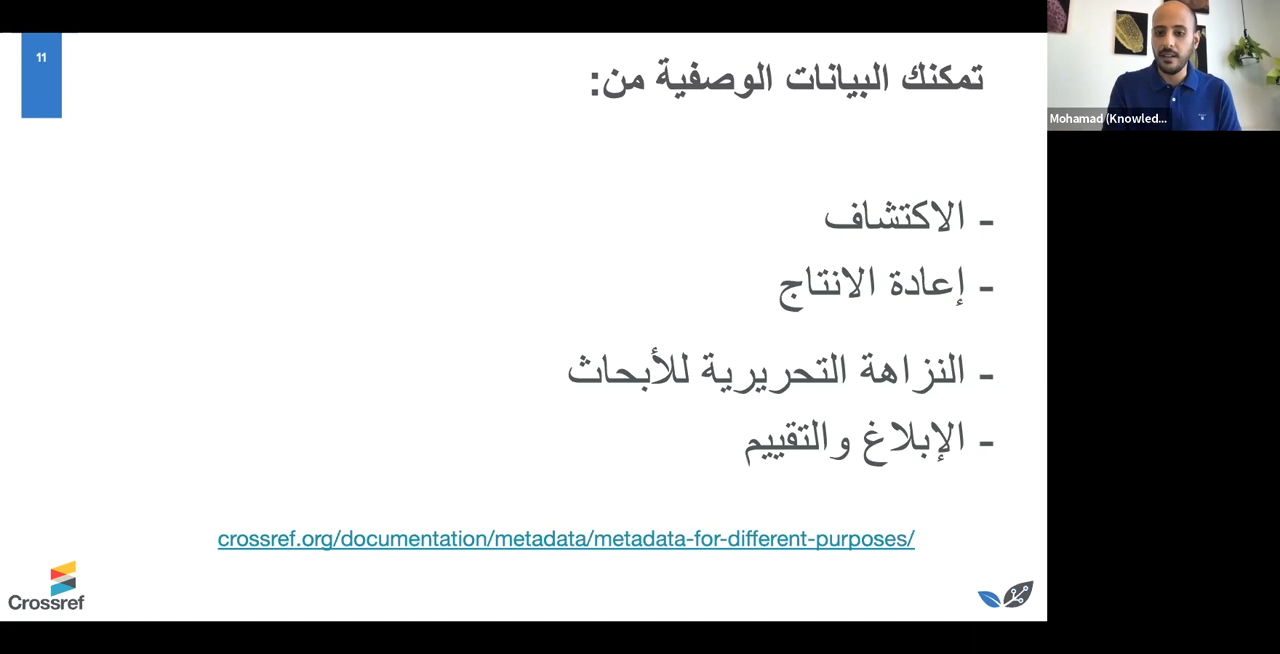 11
تمكنك البيانات الوصفية من:
- الاكتشاف
- إعادة الانتاج
- النزاهة التحريرية للأبحاث
- الإبلاغ والتقييم
crossref.org/documentation/metadata/metadata-for-different-purposes/
Crossref
Mohamad (Knowled...